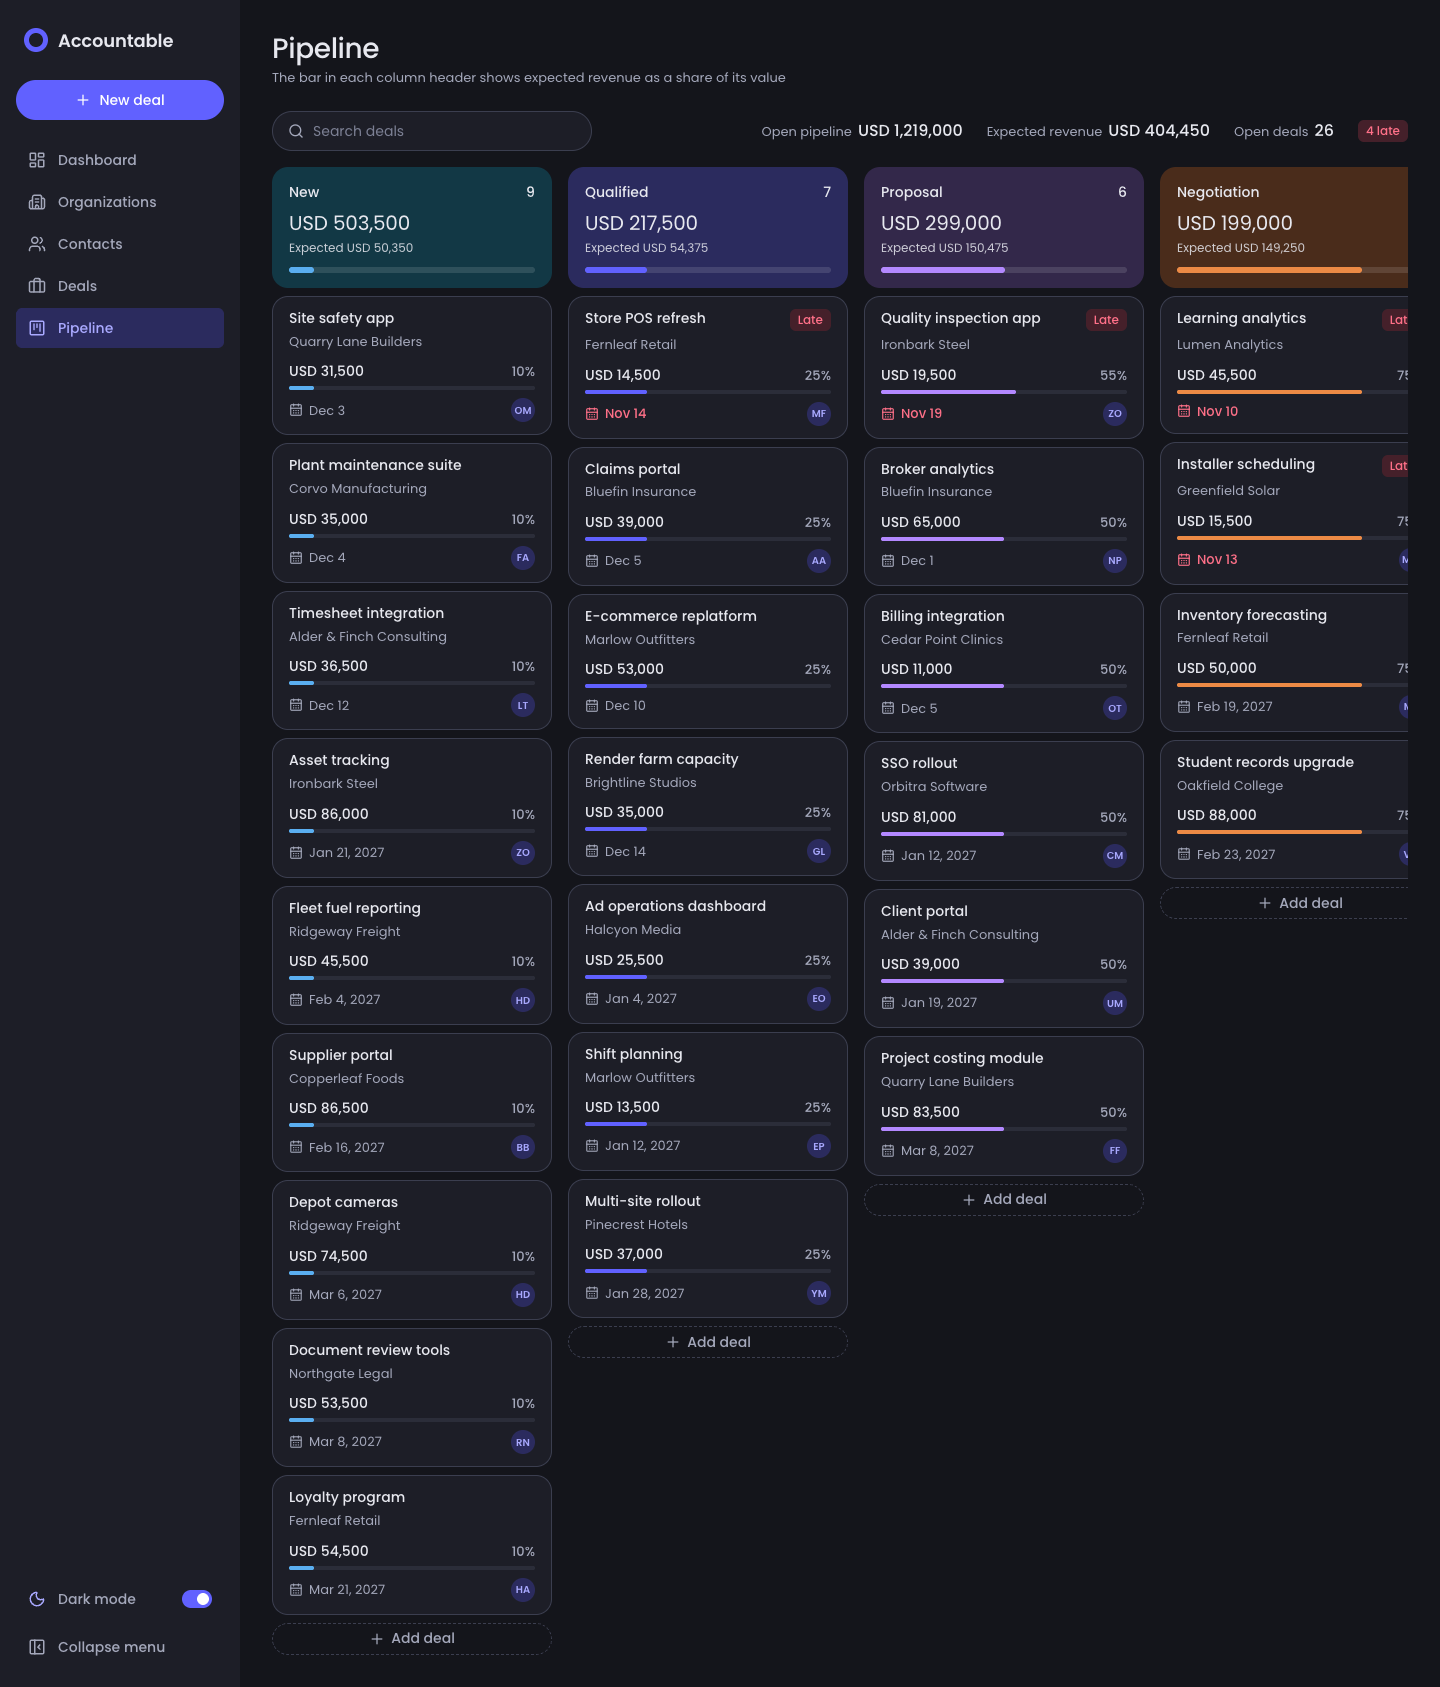 Accountable
New deal
Dashboard
Organizations
Contacts
Deals
Pipeline
Dark mode
Collapse menu
Pipeline
The bar in each column header shows expected revenue as a share of its value
Search deals
Open pipeline USD 1,219,000
Expected revenue USD 404,450
Open deals 26
4 late
New 9
USD 503,500
Expected USD 50,350
Site safety app
Quarry Lane Builders
USD 31,500 10%
Dec 3 OM
Plant maintenance suite
Corvo Manufacturing
USD 35,000 10%
Dec 4 FA
Timesheet integration
Alder & Finch Consulting
USD 36,500 10%
Dec 12 LT
Asset tracking
Ironbark Steel
USD 86,000 10%
Jan 21, 2027 ZO
Fleet fuel reporting
Ridgeway Freight
USD 45,500 10%
Feb 4, 2027 HD
Supplier portal
Copperleaf Foods
USD 86,500 10%
Feb 16, 2027 BB
Depot cameras
Ridgeway Freight
USD 74,500 10%
Mar 6, 2027 HD
Document review tools
Northgate Legal
USD 53,500 10%
Mar 8, 2027 RN
Loyalty program
Fernleaf Retail
USD 54,500 10%
Mar 21, 2027 HA
Add deal
Qualified 7
USD 217,500
Expected USD 54,375
Store POS refresh Late
Fernleaf Retail
USD 14,500 25%
Nov 14 MF
Claims portal
Bluefin Insurance
USD 39,000 25%
Dec 5 AA
E-commerce replatform
Marlow Outfitters
USD 53,000 25%
Dec 10
Render farm capacity
Brightline Studios
USD 35,000 25%
Dec 14 GL
Ad operations dashboard
Halcyon Media
USD 25,500 25%
Jan 4, 2027 EO
Shift planning
Marlow Outfitters
USD 13,500 25%
Jan 12, 2027 EP
Multi-site rollout
Pinecrest Hotels
USD 37,000 25%
Jan 28, 2027 YM
Add deal
Proposal 6
USD 299,000
Expected USD 150,475
Quality inspection app Late
Ironbark Steel
USD 19,500 55%
Nov 19 ZO
Broker analytics
Bluefin Insurance
USD 65,000 50%
Dec 1 NP
Billing integration
Cedar Point Clinics
USD 11,000 50%
Dec 5 OT
SSO rollout
Orbitra Software
USD 81,000 50%
Jan 12, 2027 CM
Client portal
Alder & Finch Consulting
USD 39,000 50%
Jan 19, 2027 UM
Project costing module
Quarry Lane Builders
USD 83,500 50%
Mar 8, 2027 FF
Add deal
Negotiation
USD 199,000
Expected USD 149,250
Learning analytics
Lumen Analytics
USD 45,500
Nov 10
Installer scheduling
Greenfield Solar
USD 15,500
Nov 13
Inventory forecasting
Fernleaf Retail
USD 50,000
Feb 19, 2027
Student records upgrade
Oakfield College
USD 88,000
Feb 23, 2027
Add deal